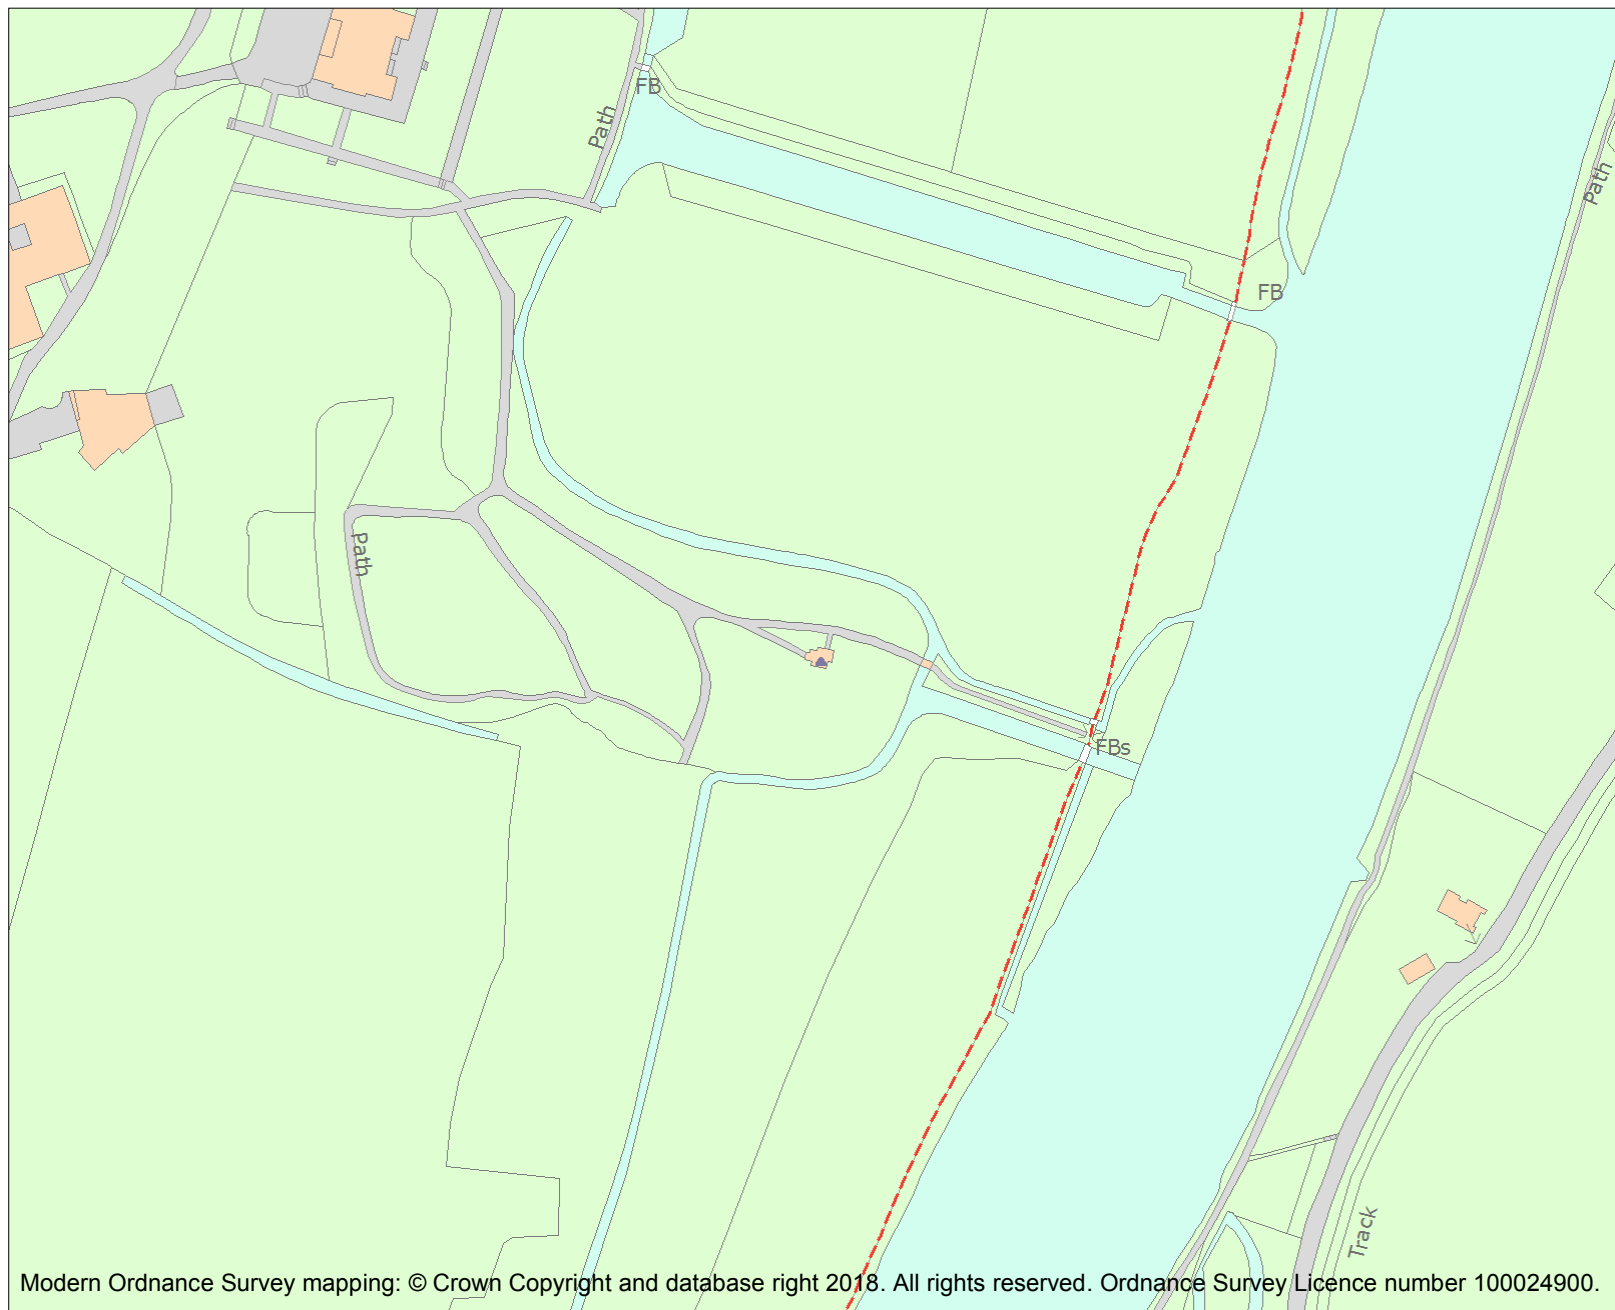 FB
Path
Path
FB
Path
FBs
Track
Modern Ordnance Survey mapping: © Crown Copyright and database right 2018. All rights reserved. Ordnance Survey Licence number 100024900.